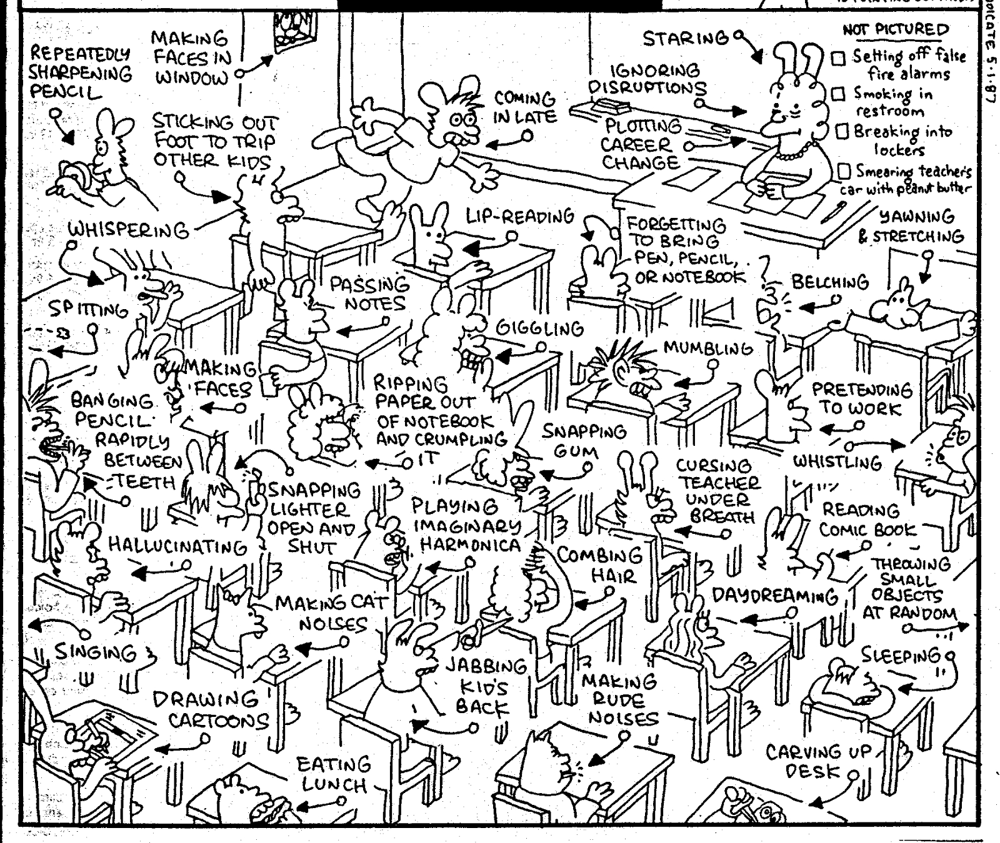 REPEATEDLY
SHARPENING
PENCIL
MAKING
FACES IN
WINDOW
STICKING OUT
FOOT TO TRIP
OTHER KIDS
COMING
IN LATE
STARING
IGNORING
DISRUPTIONS
PLOTTING
CAREER
CHANGE
NOT PICTURED
Setting off false
fire alarms
Smoking in
restroom
Breaking into
lockers
Smearing teacher's
car with peanut butter
5·1·87
WHISPERING
LIP-READING
FORGETTING
TO BRING
PEN, PENCIL,
OR NOTEBOOK
?
YAWNING
& STRETCHING
SPITTING
PASSING
NOTES
GIGGLING
BELCHING
MUMBLING
MAKING
FACES
BANGING
PENCIL
RAPIDLY
BETWEEN
TEETH
RIPPING
PAPER OUT
OF NOTEBOOK
AND CRUMPLING
IT
SNAPPING
GUM
PRETENDING
TO WORK
WHISTLING
SNAPPING
LIGHTER
OPEN AND
SHUT
PLAYING
IMAGINARY
HARMONICA
CURSING
TEACHER
UNDER
BREATH
READING
COMIC BOOK
HALLUCINATING
COMBING
HAIR
THROWING
SMALL
OBJECTS
AT RANDOM
MAKING CAT
NOISES
DAYDREAMING
SINGING
JABBING
KID'S
BACK
MAKING
RUDE
NOISES
SLEEPING
DRAWING
CARTOONS
EATING
LUNCH
CARVING UP
DESK